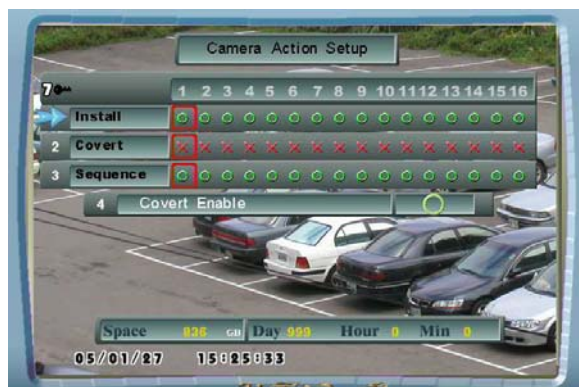 Camera Action Setup
7 1 2 3 4 5 6 7 8 9 10 11 12 13 14 15 16
Install
2 Covert
3 Sequence
4 Covert Enable
Space 836 GB Day 999 Hour 0 Min 0
05/01/27 15:25:33